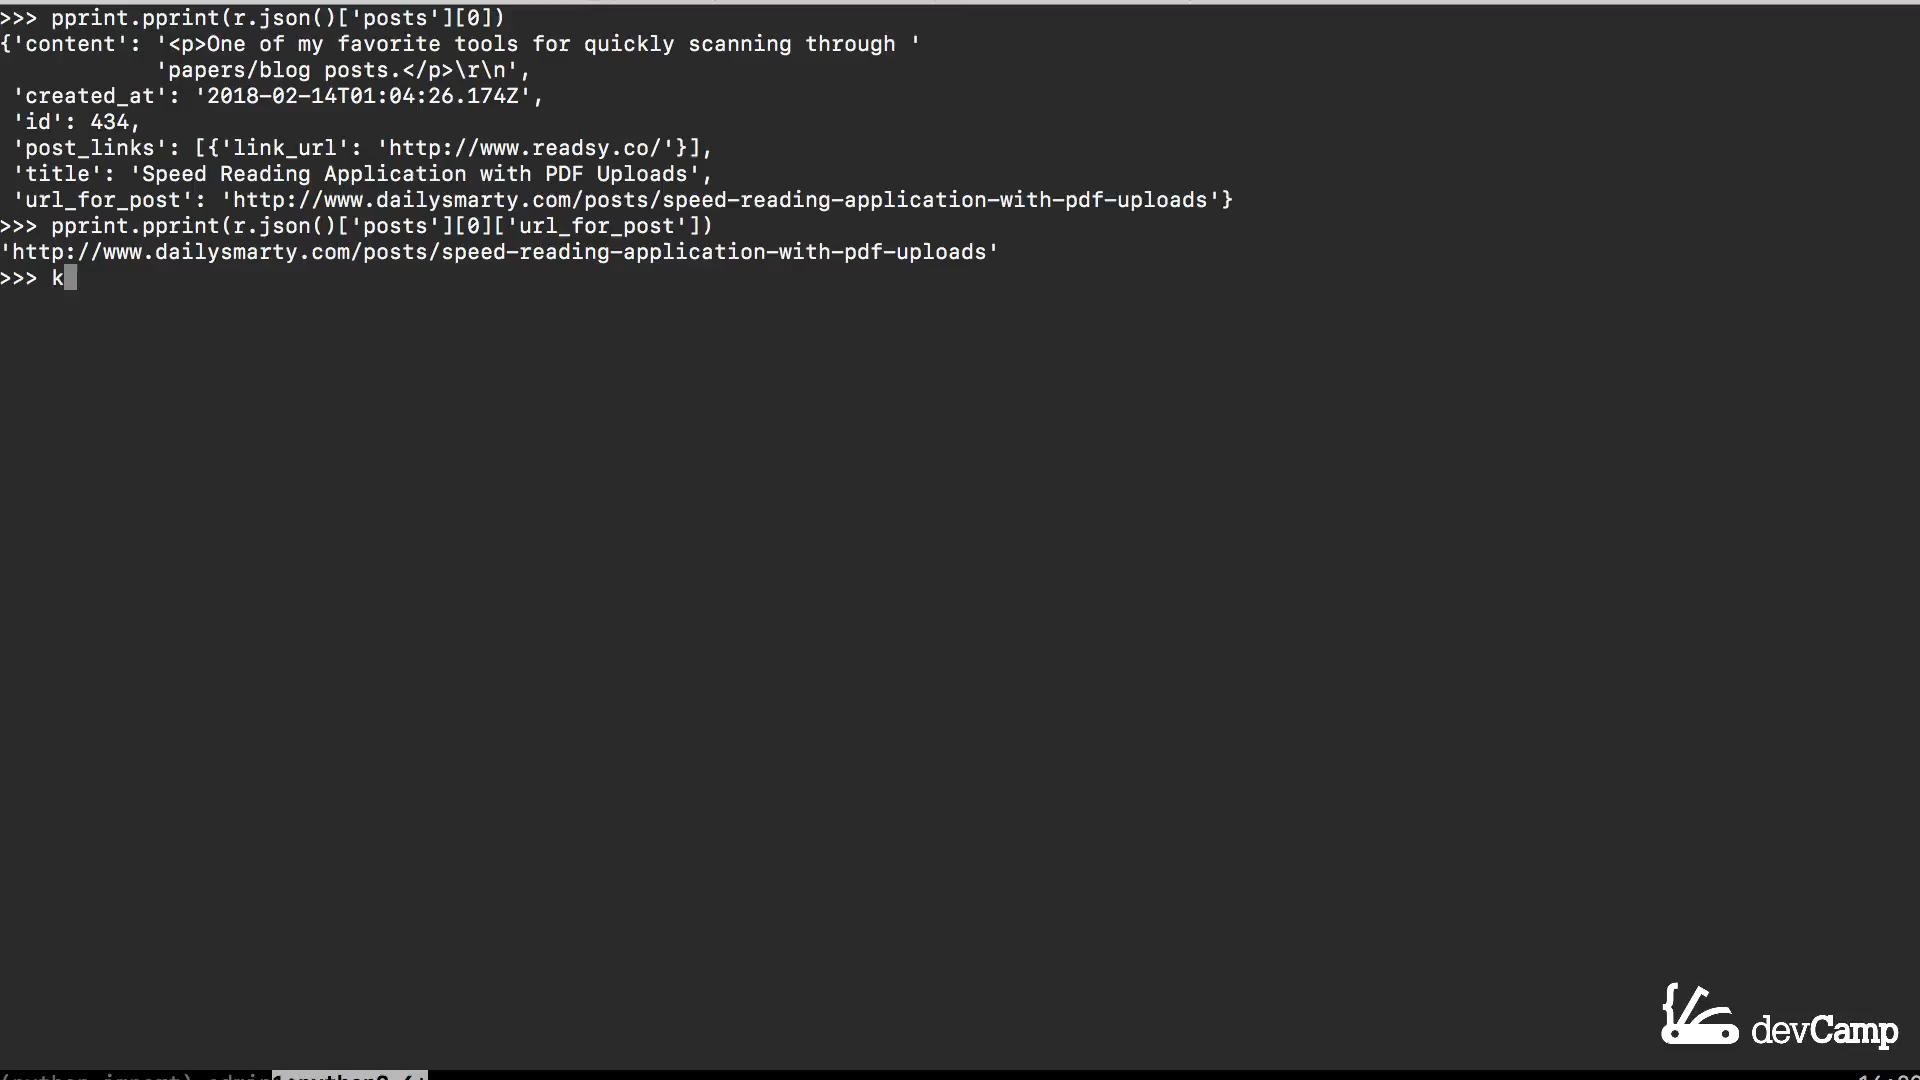 >>> pprint.pprint(r.json()['posts'][0])
{'content': '<p>One of my favorite tools for quickly scanning through '
            'papers/blog posts.</p>\r\n',
 'created_at': '2018-02-14T01:04:26.174Z',
 'id': 434,
 'post_links': [{'link_url': 'http://www.readsy.co/'}],
 'title': 'Speed Reading Application with PDF Uploads',
 'url_for_post': 'http://www.dailysmarty.com/posts/speed-reading-application-with-pdf-uploads'}
>>> pprint.pprint(r.json()['posts'][0]['url_for_post'])
'http://www.dailysmarty.com/posts/speed-reading-application-with-pdf-uploads'
>>> k
devCamp